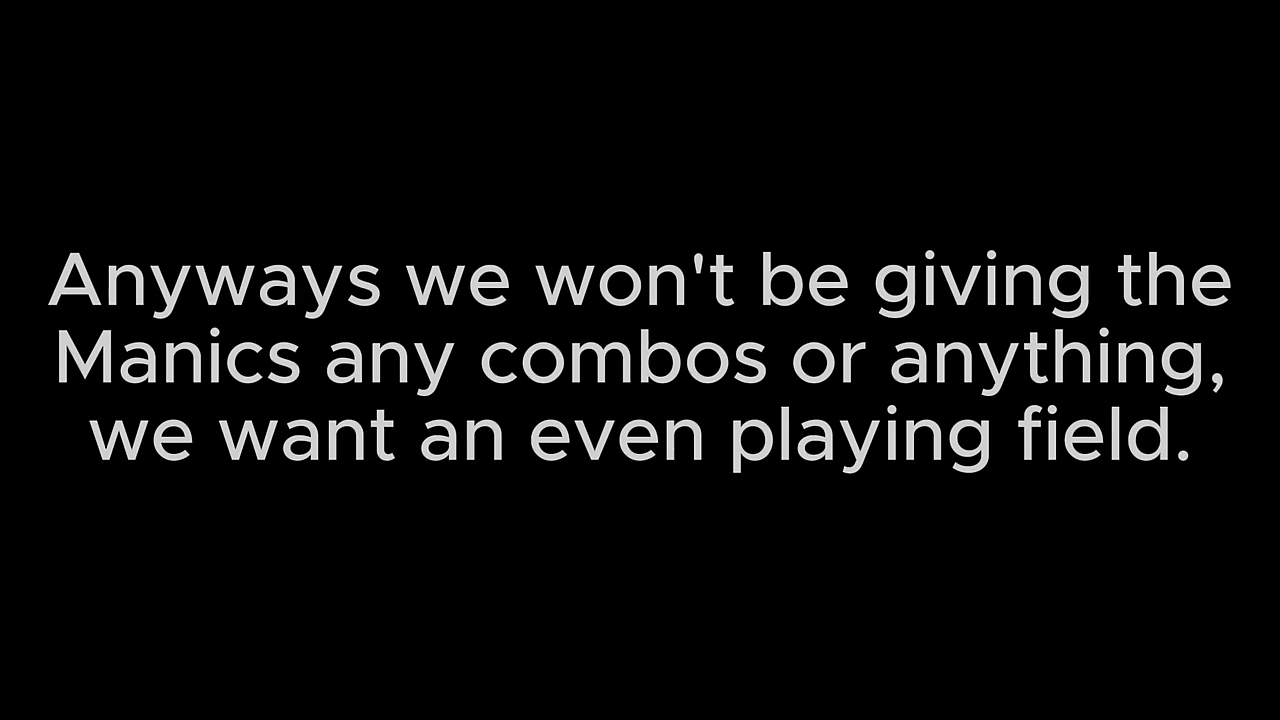 Anyways we won't be giving the
Manics any combos or anything,
we want an even playing field.